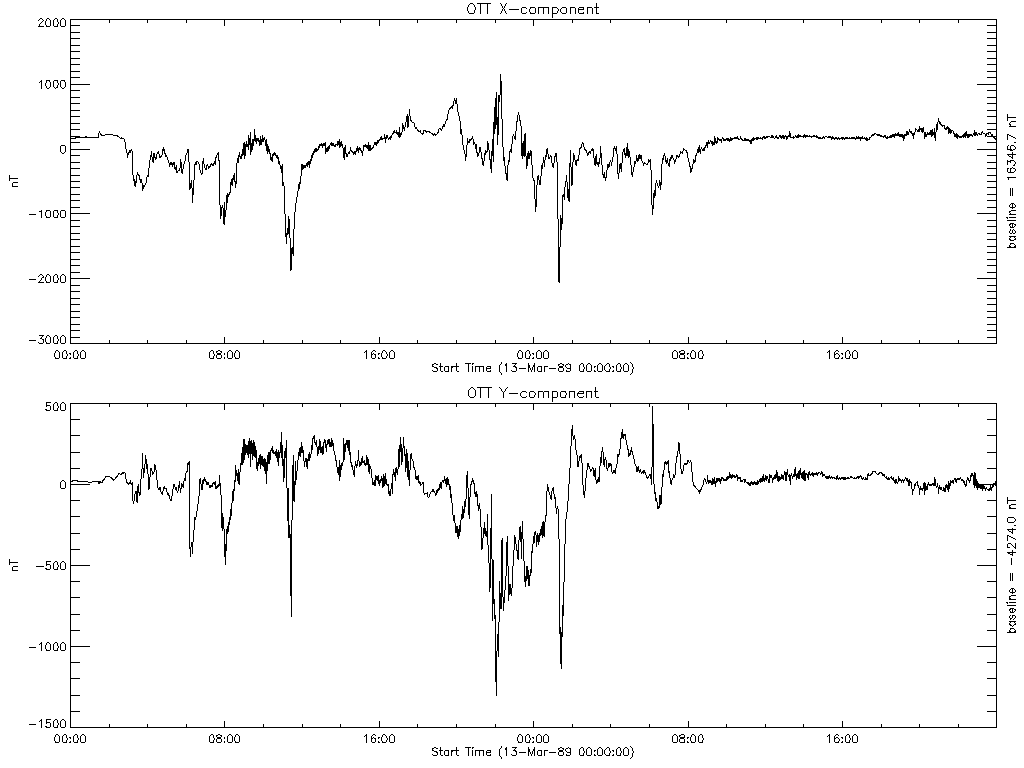 OTT X-component
2000
1000
0
-1000
-2000
-3000
nT
baseline = 16346.7 nT
00:00 08:00 16:00 00:00 08:00 16:00
Start Time (13-Mar-89 00:00:00)
OTT Y-component
500
0
-500
-1000
-1500
nT
baseline = -4274.0 nT
00:00 08:00 16:00 00:00 08:00 16:00
Start Time (13-Mar-89 00:00:00)